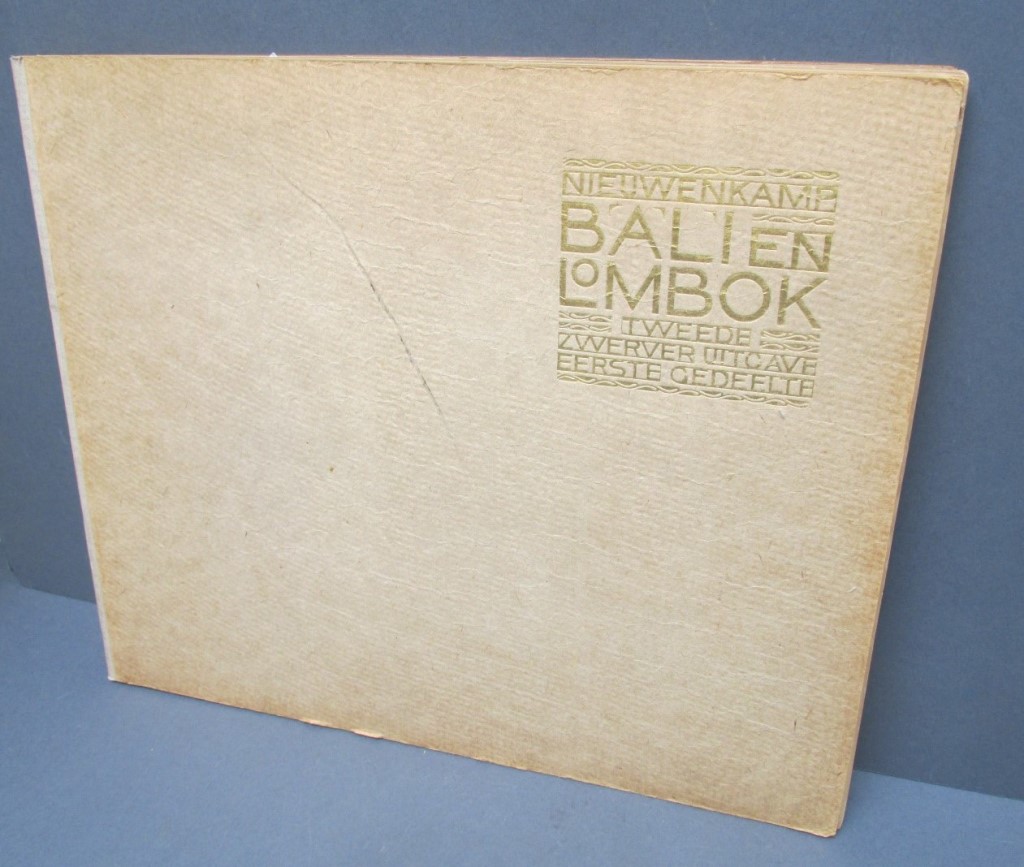 NIEUWENKAMP
BALI EN
LOMBOK
TWEEDE
ZWERVER UITGAVE
EERSTE GEDEELTE